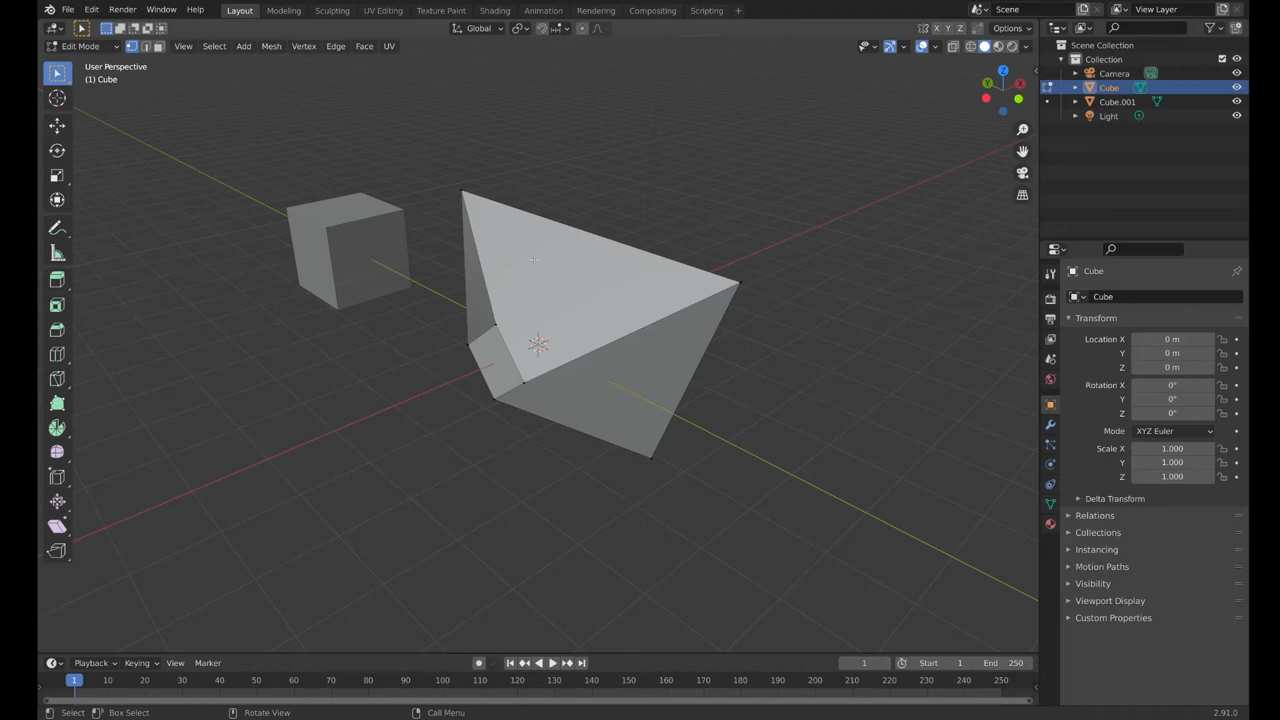 File Edit Render Window Help Layout Modeling Sculpting UV Editing Texture Paint Shading Animation Rendering Compositing Scripting Scene View Layer
Global Options
Edit Mode View Select Add Mesh Vertex Edge Face UV
X Y Z
User Perspective
(1) Cube
Z
Y X
Scene Collection
Collection
Camera
Cube
Cube.001
Light
Cube
Cube
Transform
Location X 0 m
Y 0 m
Z 0 m
Rotation X 0°
Y 0°
Z 0°
Mode XYZ Euler
Scale X 1.000
Y 1.000
Z 1.000
Delta Transform
Relations
Collections
Instancing
Motion Paths
Visibility
Viewport Display
Custom Properties
Playback Keying View Marker 1 Start 1 End 250
1 10 20 30 40 50 60 70 80 90 100 110 120 130 140 150 160 170 180 190 200 210 220 230 240 250
Select Box Select Rotate View Call Menu 2.91.0